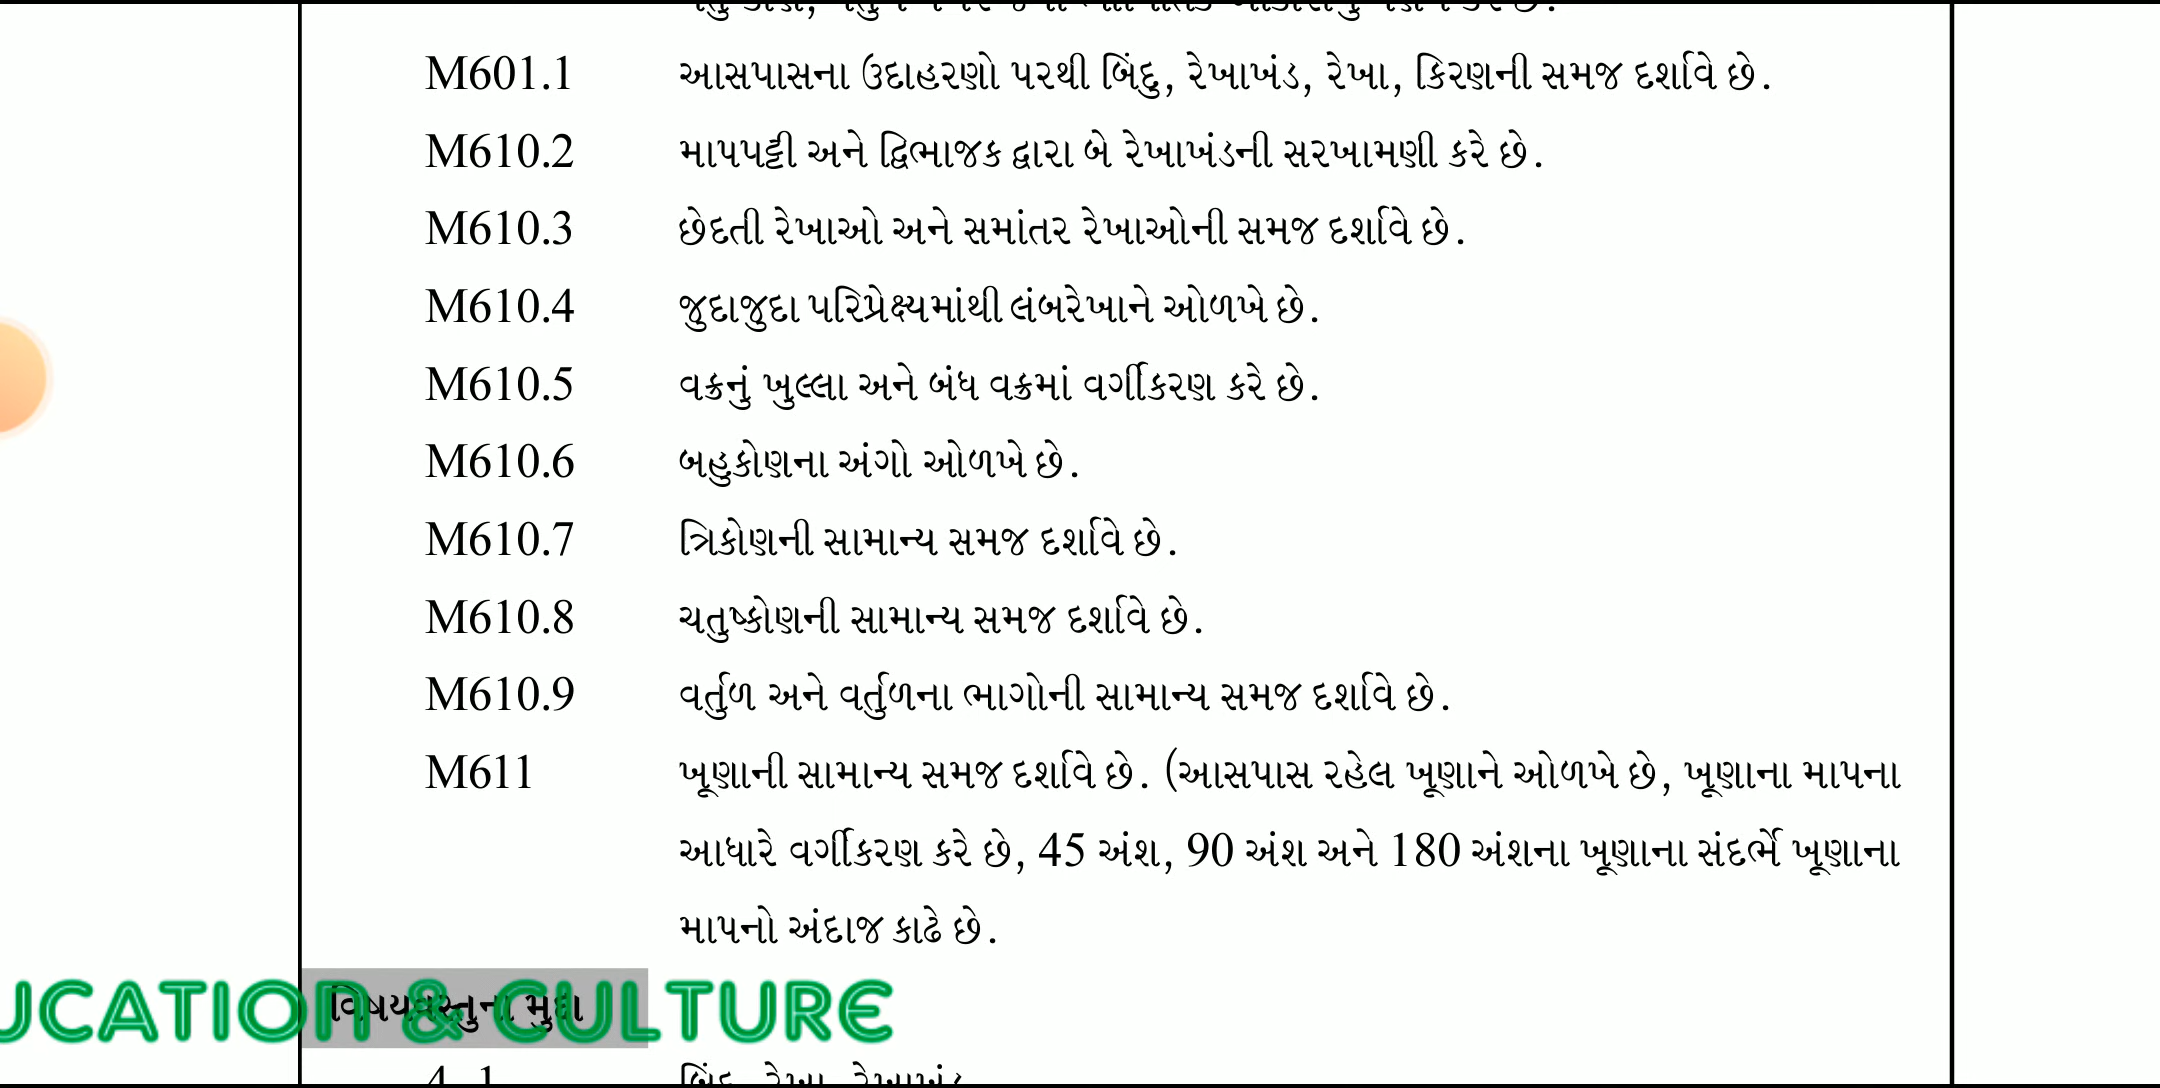 M601.1 આસપાસના ઉદાહરણો પરથી બિંદુ, રેખાખંડ, રેખા, કિરણની સમજ દર્શાવે છે.
M610.2 માપપટ્ટી અને દ્વિભાજક દ્વારા બે રેખાખંડની સરખામણી કરે છે.
M610.3 છેદતી રેખાઓ અને સમાંતર રેખાઓની સમજ દર્શાવે છે.
M610.4 જુદાજુદા પરિપ્રેક્ષ્યમાંથી લંબરેખાને ઓળખે છે.
M610.5 વક્રનું ખુલ્લા અને બંધ વક્રમાં વર્ગીકરણ કરે છે.
M610.6 બહુકોણના અંગો ઓળખે છે.
M610.7 ત્રિકોણની સામાન્ય સમજ દર્શાવે છે.
M610.8 ચતુષ્કોણની સામાન્ય સમજ દર્શાવે છે.
M610.9 વર્તુળ અને વર્તુળના ભાગોની સામાન્ય સમજ દર્શાવે છે.
M611 ખૂણાની સામાન્ય સમજ દર્શાવે છે. (આસપાસ રહેલ ખૂણાને ઓળખે છે, ખૂણાના માપના
આધારે વર્ગીકરણ કરે છે, 45 અંશ, 90 અંશ અને 180 અંશના ખૂણાના સંદર્ભે ખૂણાના
માપનો અંદાજ કાઢે છે.
વિષયવસ્તુના મુદ્દા
UCATION & CULTURE